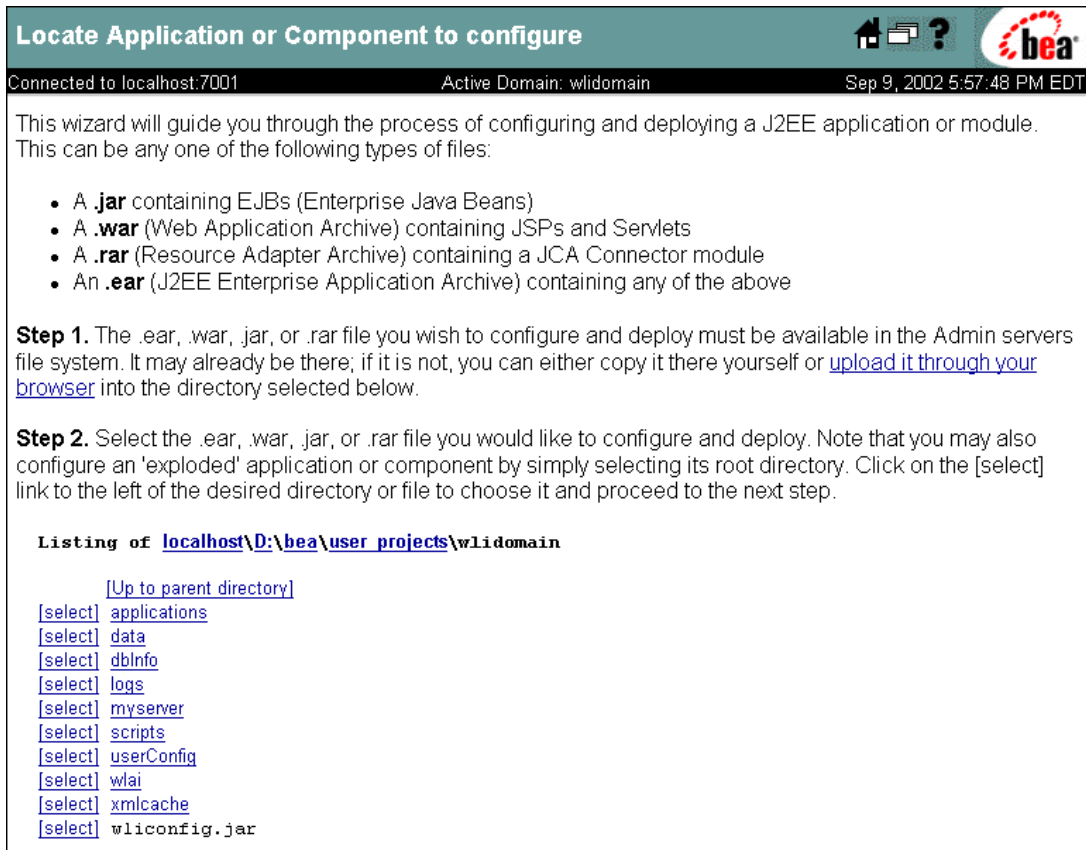 Locate Application or Component to configure
? bea
Connected to localhost:7001 Active Domain: wlidomain Sep 9, 2002 5:57:48 PM EDT
This wizard will guide you through the process of configuring and deploying a J2EE application or module.
This can be any one of the following types of files:
• A .jar containing EJBs (Enterprise Java Beans)
• A .war (Web Application Archive) containing JSPs and Servlets
• A .rar (Resource Adapter Archive) containing a JCA Connector module
• An .ear (J2EE Enterprise Application Archive) containing any of the above
Step 1. The .ear, .war, .jar, or .rar file you wish to configure and deploy must be available in the Admin servers
file system. It may already be there; if it is not, you can either copy it there yourself or upload it through your
browser into the directory selected below.
Step 2. Select the .ear, .war, .jar, or .rar file you would like to configure and deploy. Note that you may also
configure an 'exploded' application or component by simply selecting its root directory. Click on the [select]
link to the left of the desired directory or file to choose it and proceed to the next step.
Listing of localhost\D:\bea\user_projects\wlidomain
[Up to parent directory]
[select] applications
[select] data
[select] dbInfo
[select] logs
[select] myserver
[select] scripts
[select] userConfig
[select] wlai
[select] xmlcache
[select] wliconfig.jar